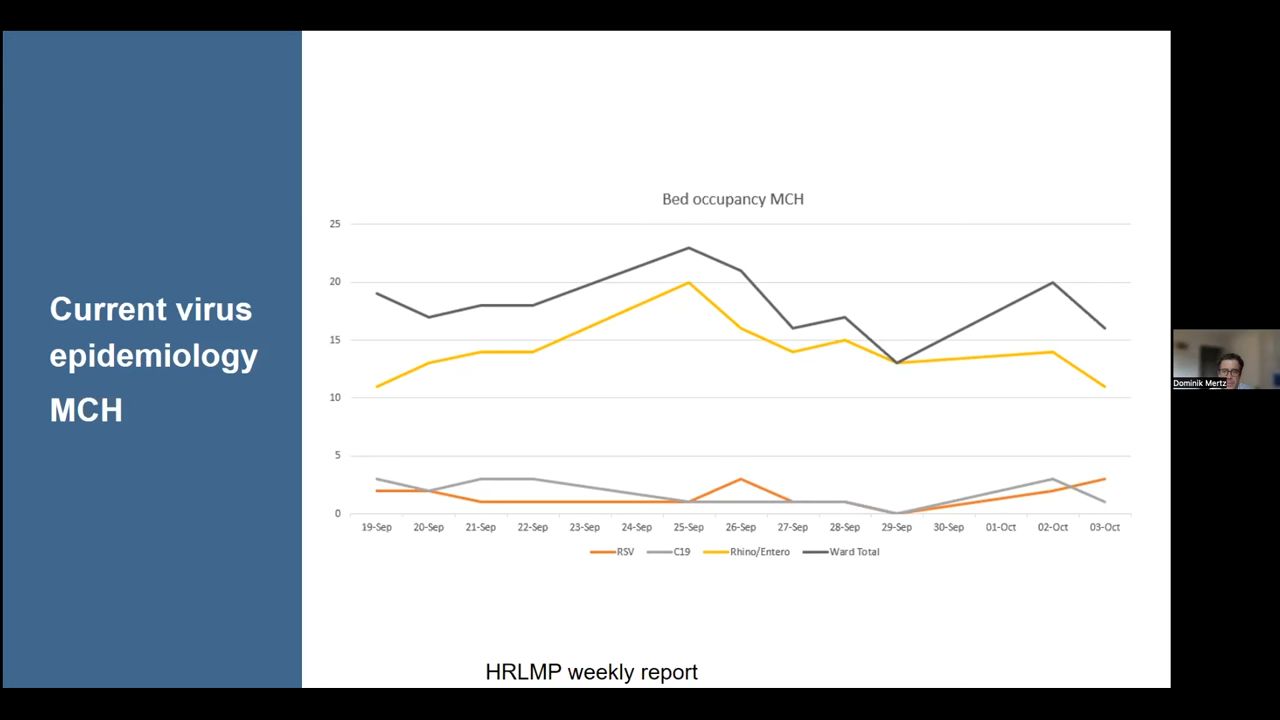 Current virus
epidemiology
MCH
Bed occupancy MCH
25
20
15
10
5
0
19-Sep 20-Sep 21-Sep 22-Sep 23-Sep 24-Sep 25-Sep 26-Sep 27-Sep 28-Sep 29-Sep 30-Sep 01-Oct 02-Oct 03-Oct
RSV C19 Rhino/Entero Ward Total
HRLMP weekly report
Dominik Mertz